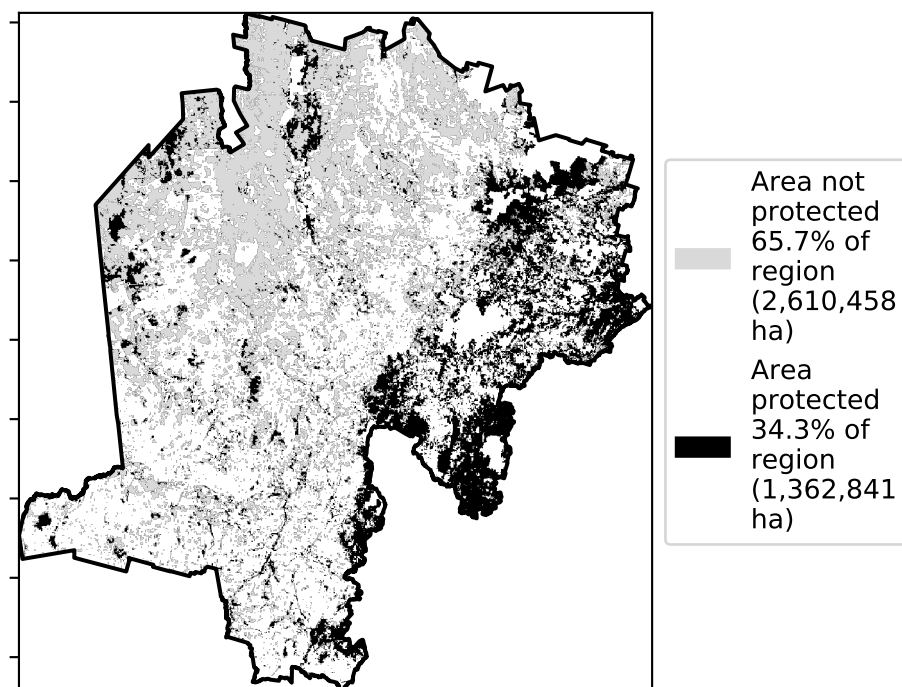 Area not
protected
65.7% of
region
(2,610,458
ha)
Area
protected
34.3% of
region
(1,362,841
ha)